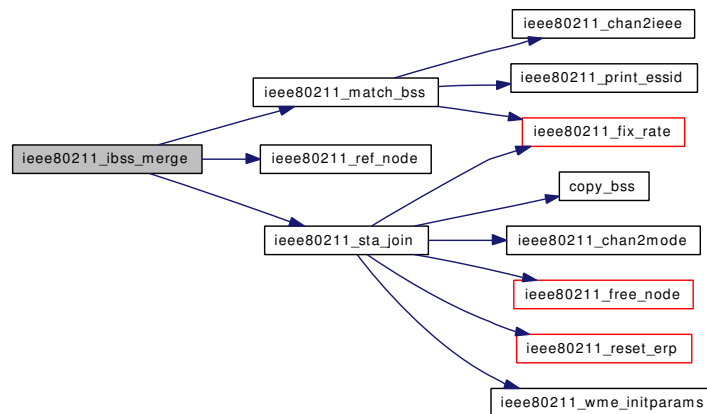 ieee80211_chan2ieee
ieee80211_match_bss
ieee80211_print_essid
ieee80211_fix_rate
ieee80211_ibss_merge
ieee80211_ref_node
copy_bss
ieee80211_sta_join
ieee80211_chan2mode
ieee80211_free_node
ieee80211_reset_erp
ieee80211_wme_initparams